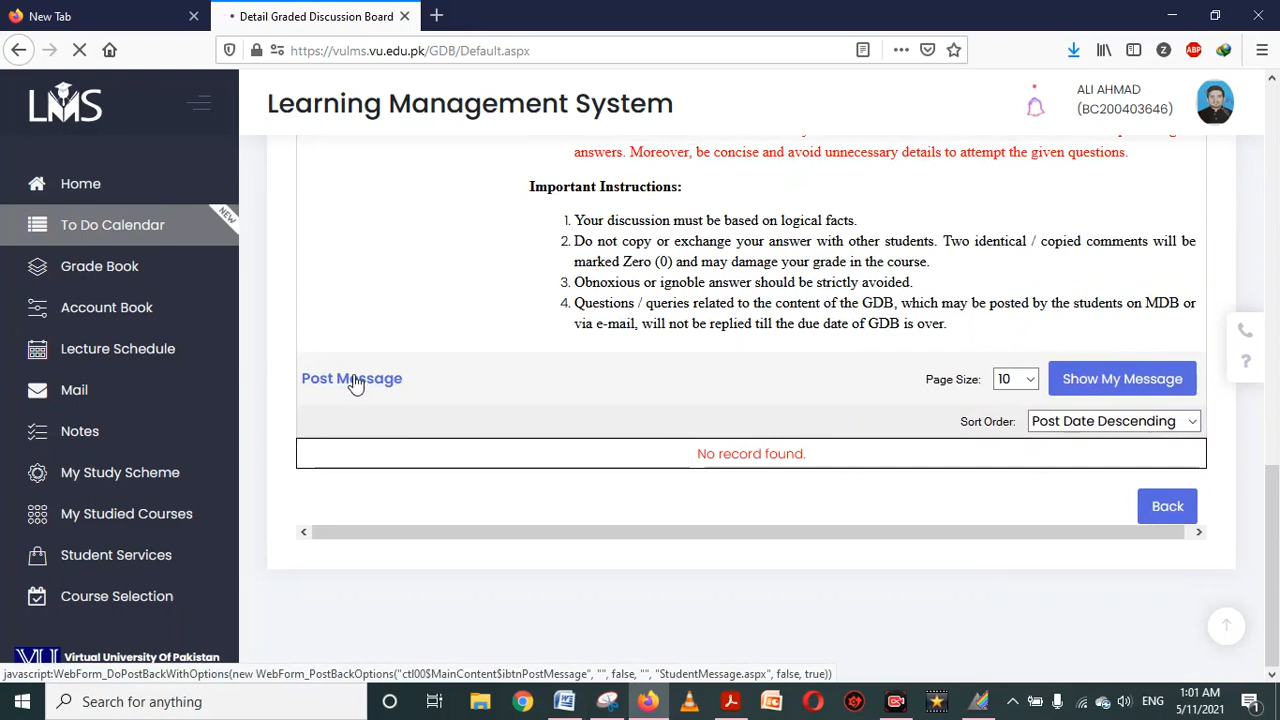 New Tab
Detail Graded Discussion Board
https://vulms.vu.edu.pk/GDB/Default.aspx
LMS
Learning Management System
ALI AHMAD
(BC200403646)
answers. Moreover, be concise and avoid unnecessary details to attempt the given questions.
Home
Important Instructions:
To Do Calendar
NEW
1. Your discussion must be based on logical facts.
2. Do not copy or exchange your answer with other students. Two identical / copied comments will be
marked Zero (0) and may damage your grade in the course.
Grade Book
3. Obnoxious or ignoble answer should be strictly avoided.
Account Book
4. Questions / queries related to the content of the GDB, which may be posted by the students on MDB or
via e-mail, will not be replied till the due date of GDB is over.
Lecture Schedule
Post Message
Page Size:
10
Show My Message
Mail
Sort Order:
Post Date Descending
Notes
No record found.
My Study Scheme
Back
My Studied Courses
Student Services
Course Selection
VU
Virtual University Of Pakistan
javascript:WebForm_DoPostBackWithOptions(new WebForm_PostBackOptions("ctl00$MainContent$ibtnPostMessage", "", false, "", "StudentMessage.aspx", false, true))
Type here to search: Search for anything
ENG
1:01 AM
5/11/2021